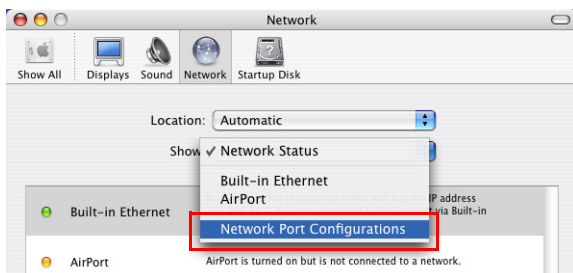 Network
Show All Displays Sound Network Startup Disk
Location: Automatic
Show ✓ Network Status
Built-in Ethernet
AirPort
Network Port Configurations
Built-in Ethernet
IP address
via Built-in
AirPort
AirPort is turned on but is not connected to a network.